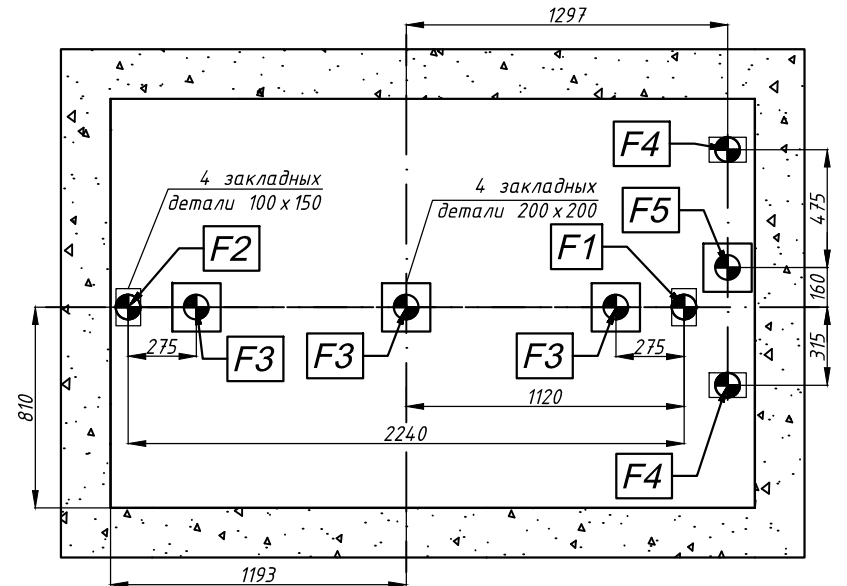 1297
F4
4 закладных
детали 100 x 150
4 закладных
детали 200 x 200
475
F5
F2
F1
160
275
F3
F3
F3
275
315
810
1120
2240
F4
1193